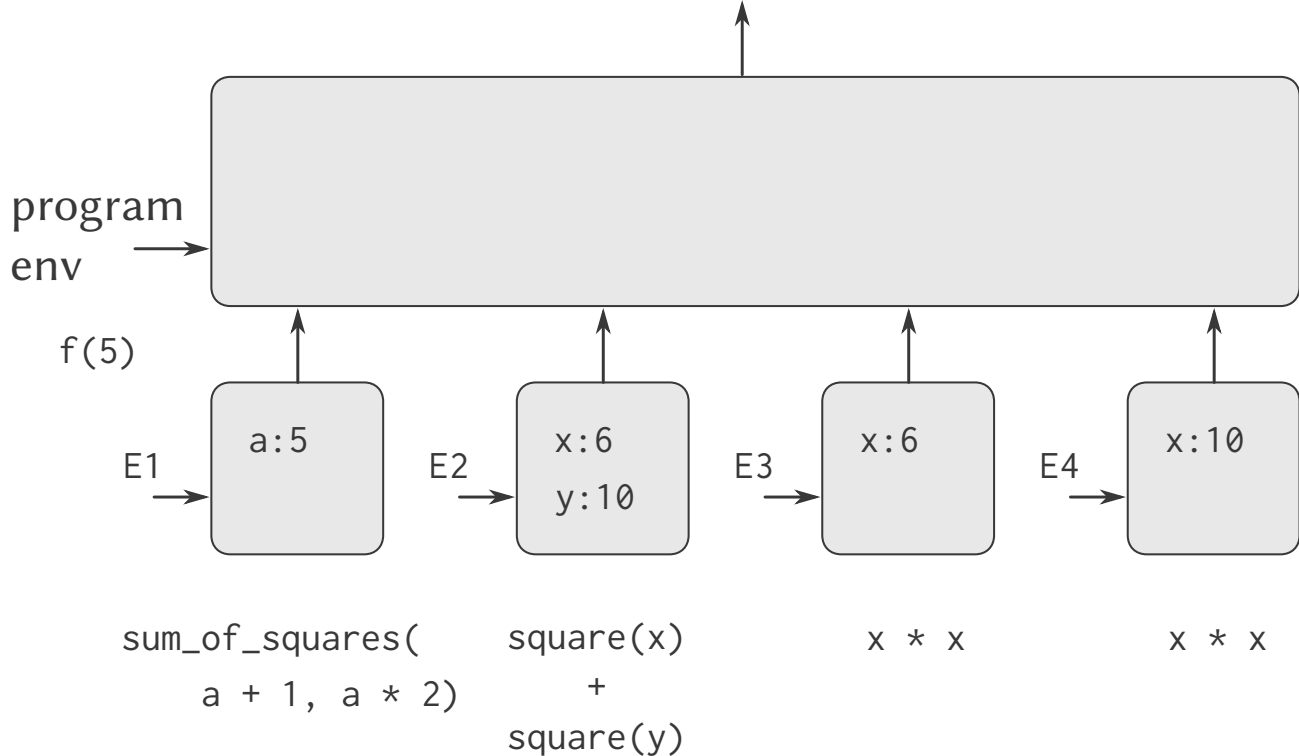 program
env
f(5)
E1
a:5
E2
x:6
y:10
E3
x:6
E4
x:10
sum_of_squares(
a + 1, a * 2)
square(x)
+
square(y)
x * x
x * x